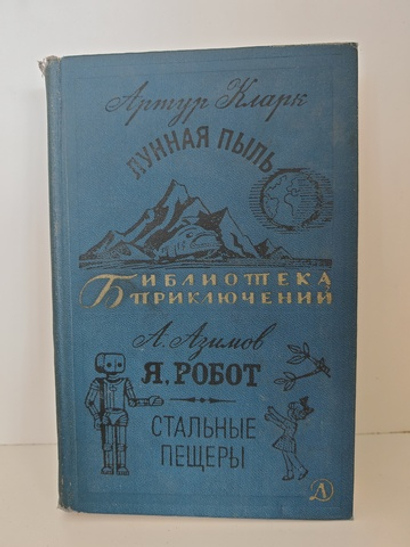 Артур Кларк
ЛУННАЯ ПЫЛЬ
БИБЛИОТЕКА
ПРИКЛЮЧЕНИЙ
А. Азимов
Я, РОБОТ
СТАЛЬНЫЕ
ПЕЩЕРЫ
Д